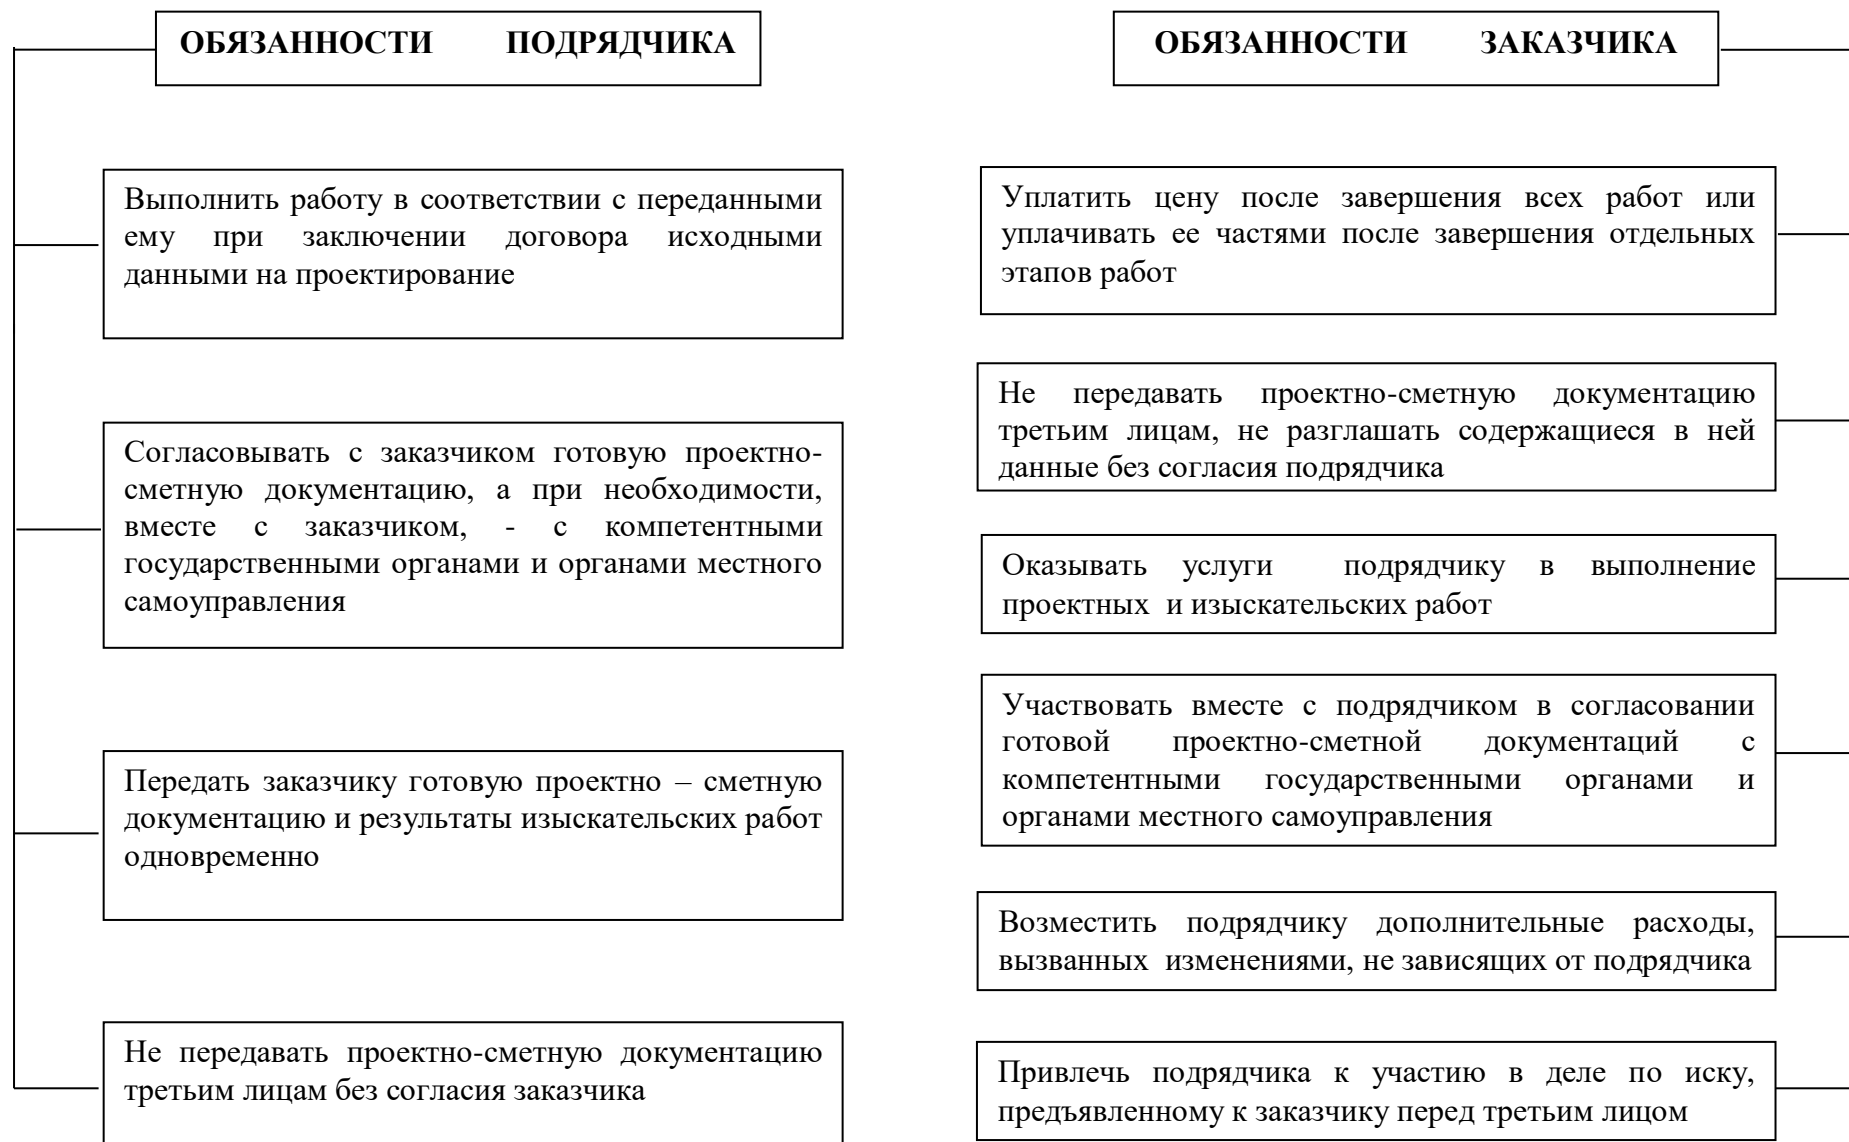 ОБЯЗАННОСТИ ПОДРЯДЧИКА
Выполнить работу в соответствии с переданными
ему при заключении договора исходными
данными на проектирование
Согласовывать с заказчиком готовую проектно-
сметную документацию, а при необходимости,
вместе с заказчиком, - с компетентными
государственными органами и органами местного
самоуправления
Передать заказчику готовую проектно – сметную
документацию и результаты изыскательских работ
одновременно
Не передавать проектно-сметную документацию
третьим лицам без согласия заказчика
ОБЯЗАННОСТИ ЗАКАЗЧИКА
Уплатить цену после завершения всех работ или
уплачивать ее частями после завершения отдельных
этапов работ
Не передавать проектно-сметную документацию
третьим лицам, не разглашать содержащиеся в ней
данные без согласия подрядчика
Оказывать услуги подрядчику в выполнение
проектных и изыскательских работ
Участвовать вместе с подрядчиком в согласовании
готовой проектно-сметной документаций с
компетентными государственными органами и
органами местного самоуправления
Возместить подрядчику дополнительные расходы,
вызванных изменениями, не зависящих от подрядчика
Привлечь подрядчика к участию в деле по иску,
предъявленному к заказчику перед третьим лицом